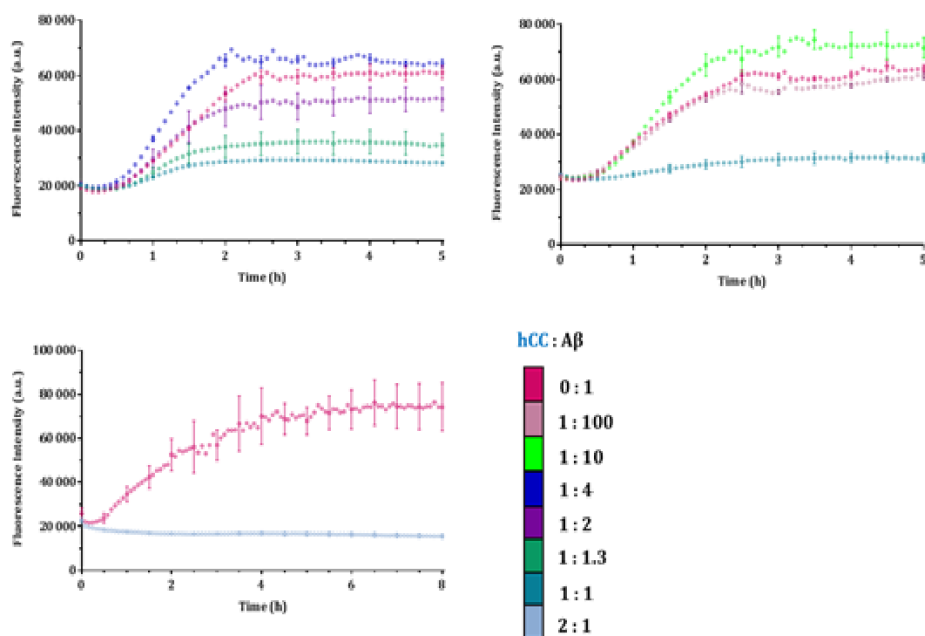 80 000
60 000
40 000
20 000
0
Fluorescence Intensity (a.u.)
0 1 2 3 4 5
Time (h)
80 000
60 000
40 000
20 000
0
Fluorescence Intensity (a.u.)
0 1 2 3 4 5
Time (h)
100 000
80 000
60 000
40 000
20 000
0
Fluorescence Intensity (a.u.)
0 2 4 6 8
Time (h)
hCC : Aβ
0 : 1
1 : 100
1 : 10
1 : 4
1 : 2
1 : 1.3
1 : 1
2 : 1